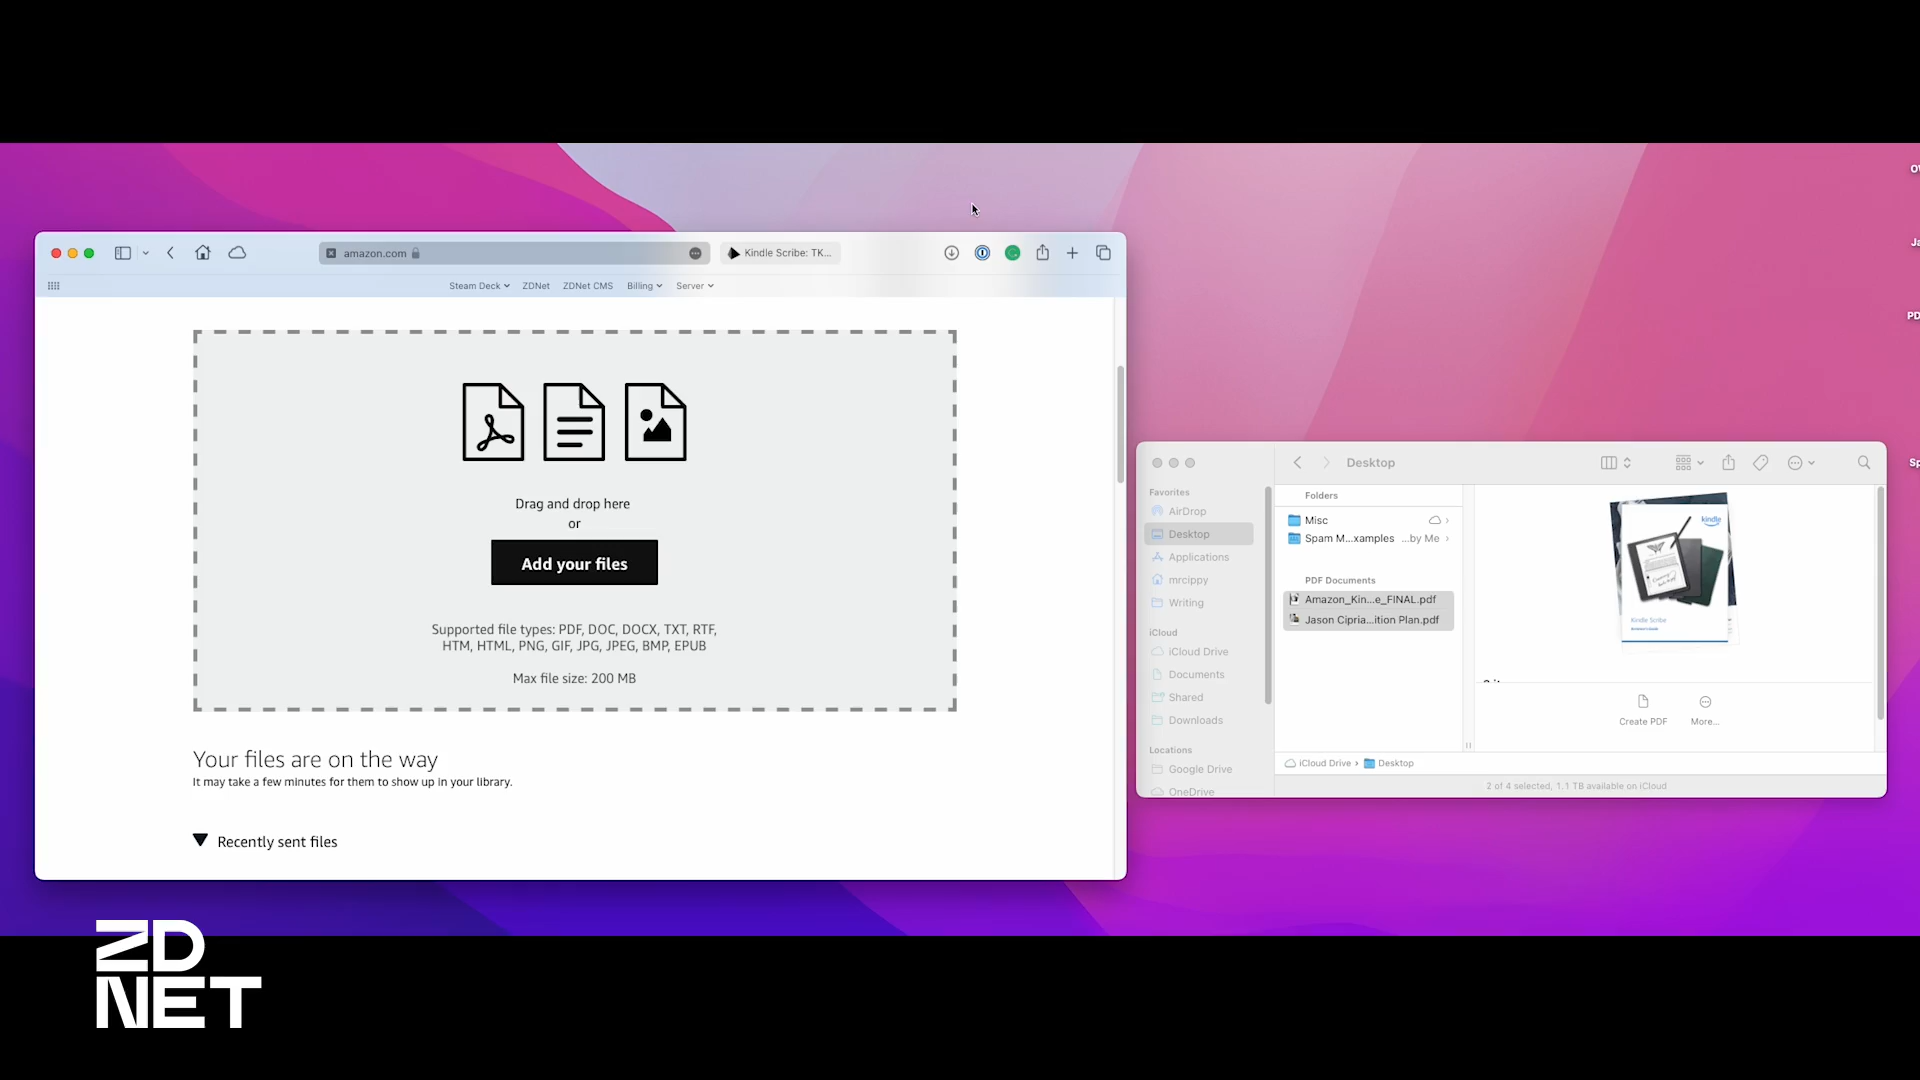 amazon.com
Kindle Scribe: TK...
Steam Deck
ZDNet
ZDNet CMS
Billing
Server
Drag and drop here
or
Add your files
Supported file types: PDF, DOC, DOCX, TXT, RTF,
HTM, HTML, PNG, GIF, JPG, JPEG, BMP, EPUB
Max file size: 200 MB
Your files are on the way
It may take a few minutes for them to show up in your library.
Recently sent files
Desktop
Favorites
AirDrop
Desktop
Applications
mrcippy
Writing
iCloud
iCloud Drive
Documents
Shared
Downloads
Locations
Google Drive
OneDrive
Folders
Misc
Spam M...xamples ...by Me
PDF Documents
Amazon_Kin...e_FINAL.pdf
Jason Cipria...ition Plan.pdf
kindle
Kindle Scribe
Create PDF
More...
iCloud Drive › Desktop
2 of 4 selected, 1.1 TB available on iCloud
PD
Sp
ZD
NET